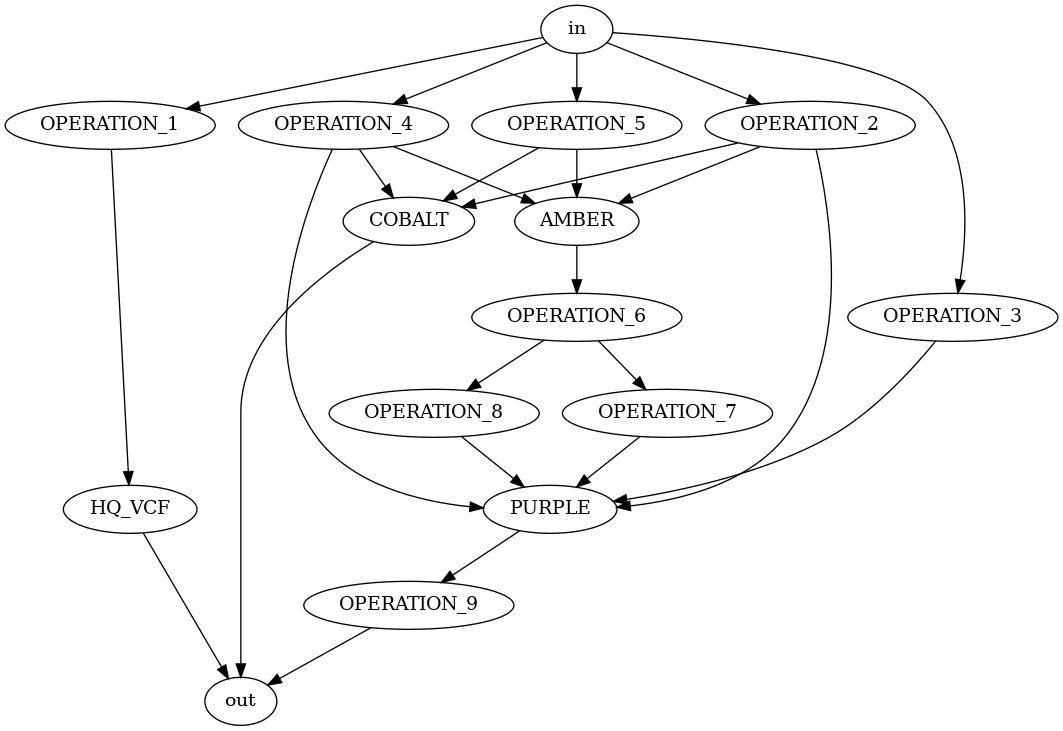 in
OPERATION_1
OPERATION_4
OPERATION_5
OPERATION_2
COBALT
AMBER
OPERATION_6
OPERATION_3
OPERATION_8
OPERATION_7
HQ_VCF
PURPLE
OPERATION_9
out